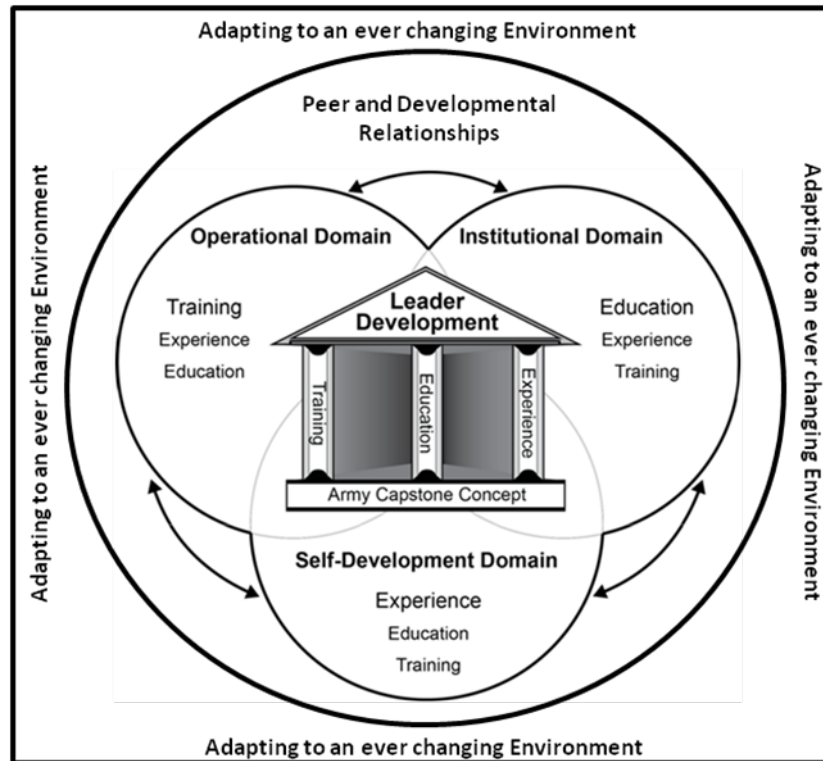 Adapting to an ever changing Environment
Peer and Developmental
Relationships
Adapting to an ever changing Environment
Adapting to an ever changing Environment
Operational Domain
Institutional Domain
Training
Experience
Education
Leader
Development
Education
Experience
Training
Training
Education
Experience
Army Capstone Concept
Self-Development Domain
Experience
Education
Training
Adapting to an ever changing Environment